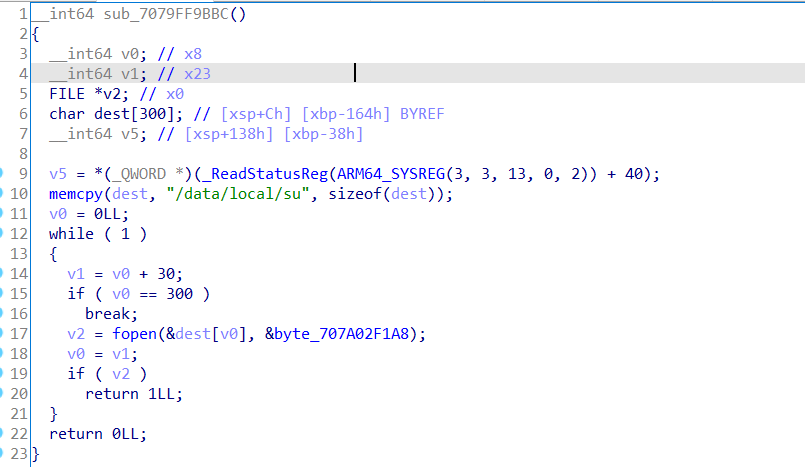 1 __int64 sub_7079FF9BBC()
2 {
3   __int64 v0; // x8
4   __int64 v1; // x23
5   FILE *v2; // x0
6   char dest[300]; // [xsp+Ch] [xbp-164h] BYREF
7   __int64 v5; // [xsp+138h] [xbp-38h]
8
9   v5 = *(_QWORD *)(_ReadStatusReg(ARM64_SYSREG(3, 3, 13, 0, 2)) + 40);
10   memcpy(dest, "/data/local/su", sizeof(dest));
11   v0 = 0LL;
12   while ( 1 )
13   {
14     v1 = v0 + 30;
15     if ( v0 == 300 )
16       break;
17     v2 = fopen(&dest[v0], &byte_707A02F1A8);
18     v0 = v1;
19     if ( v2 )
20       return 1LL;
21   }
22   return 0LL;
23 }